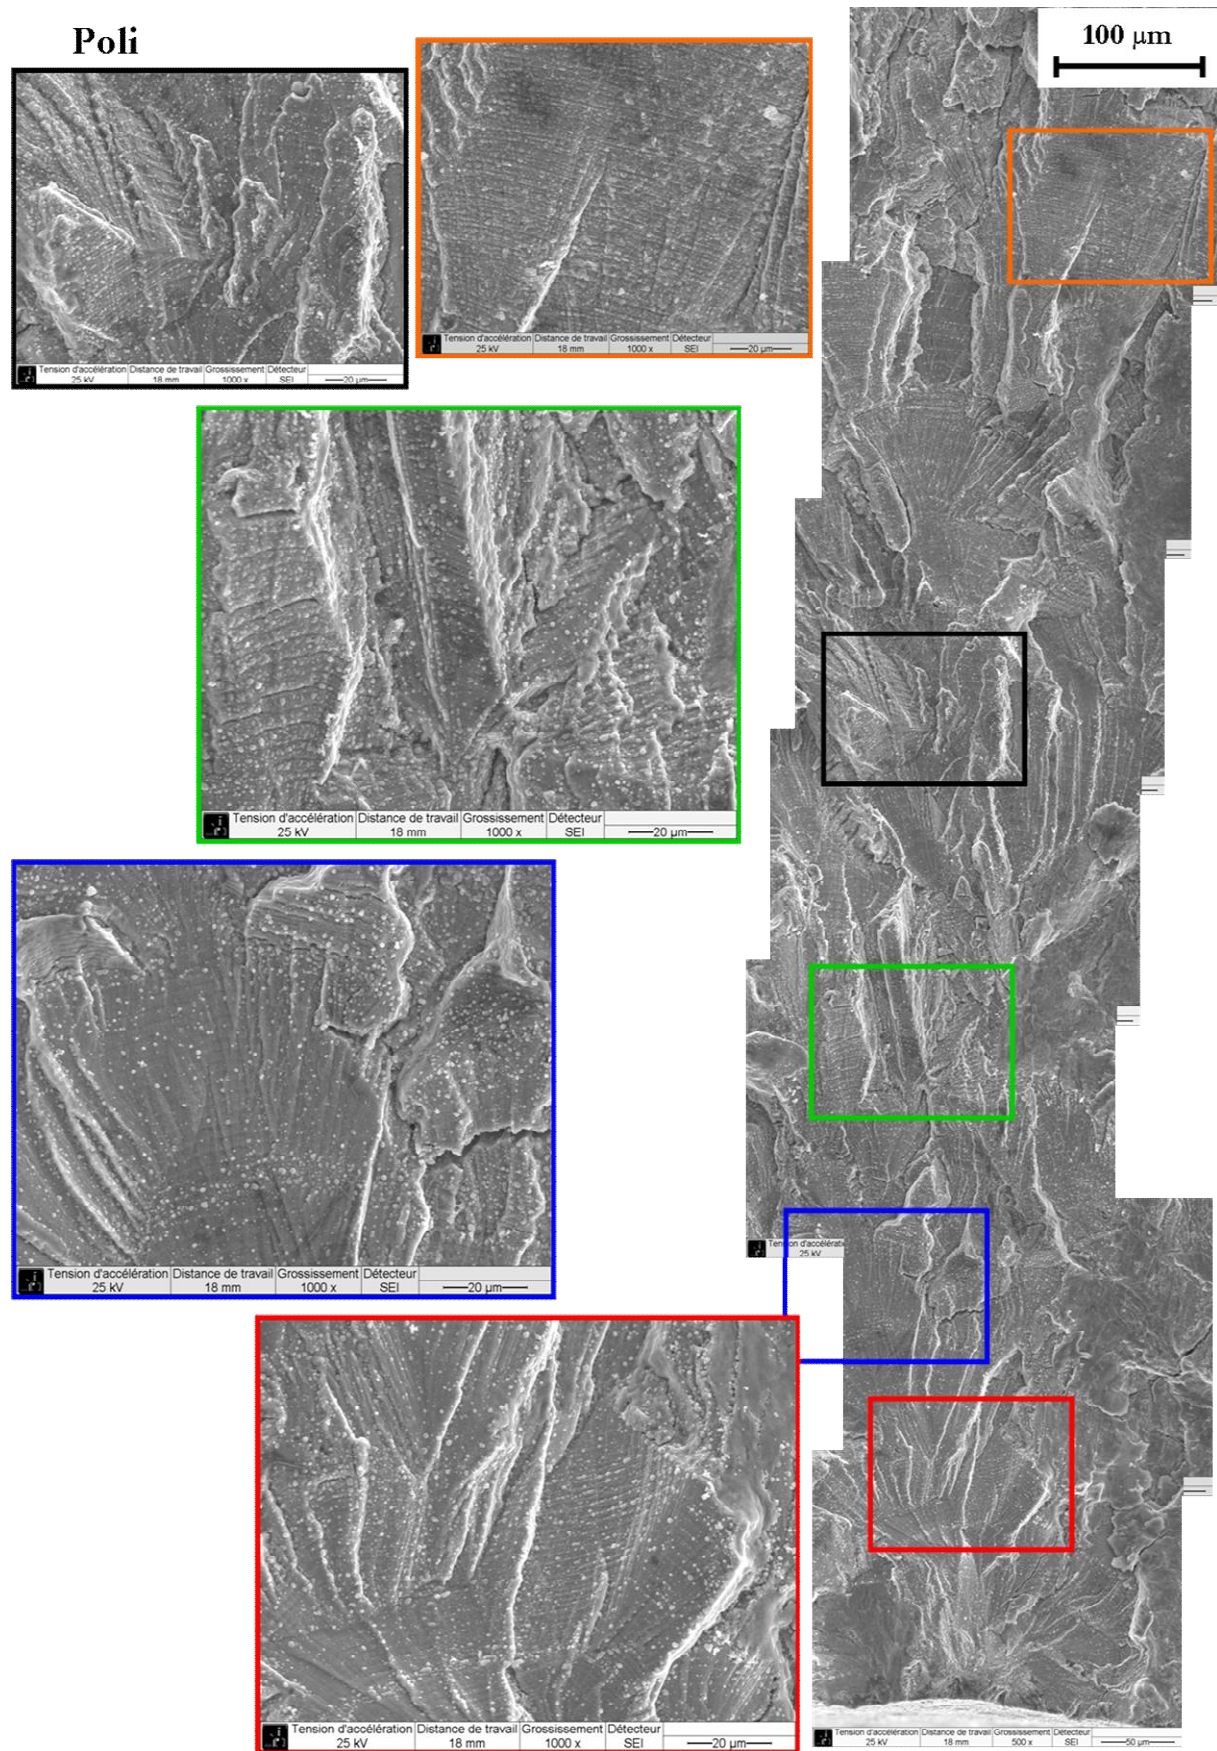 Poli
100 µm
Tension d'accélération Distance de travail Grossissement Détecteur
25 kV 18 mm 1000 x SEI 20 µm
Tension d'accélération Distance de travail Grossissement Détecteur
25 kV 18 mm 1000 x SEI 20 µm
Tension d'accélération Distance de travail Grossissement Détecteur
25 kV 18 mm 1000 x SEI 20 µm
Tension d'accélératio
25 kV
Tension d'accélération Distance de travail Grossissement Détecteur
25 kV 18 mm 1000 x SEI 20 µm
Tension d'accélération Distance de travail Grossissement Détecteur
25 kV 18 mm 1000 x SEI 20 µm
Tension d'accélération Distance de travail Grossissement Détecteur
25 kV 18 mm 500 x SEI 50 µm